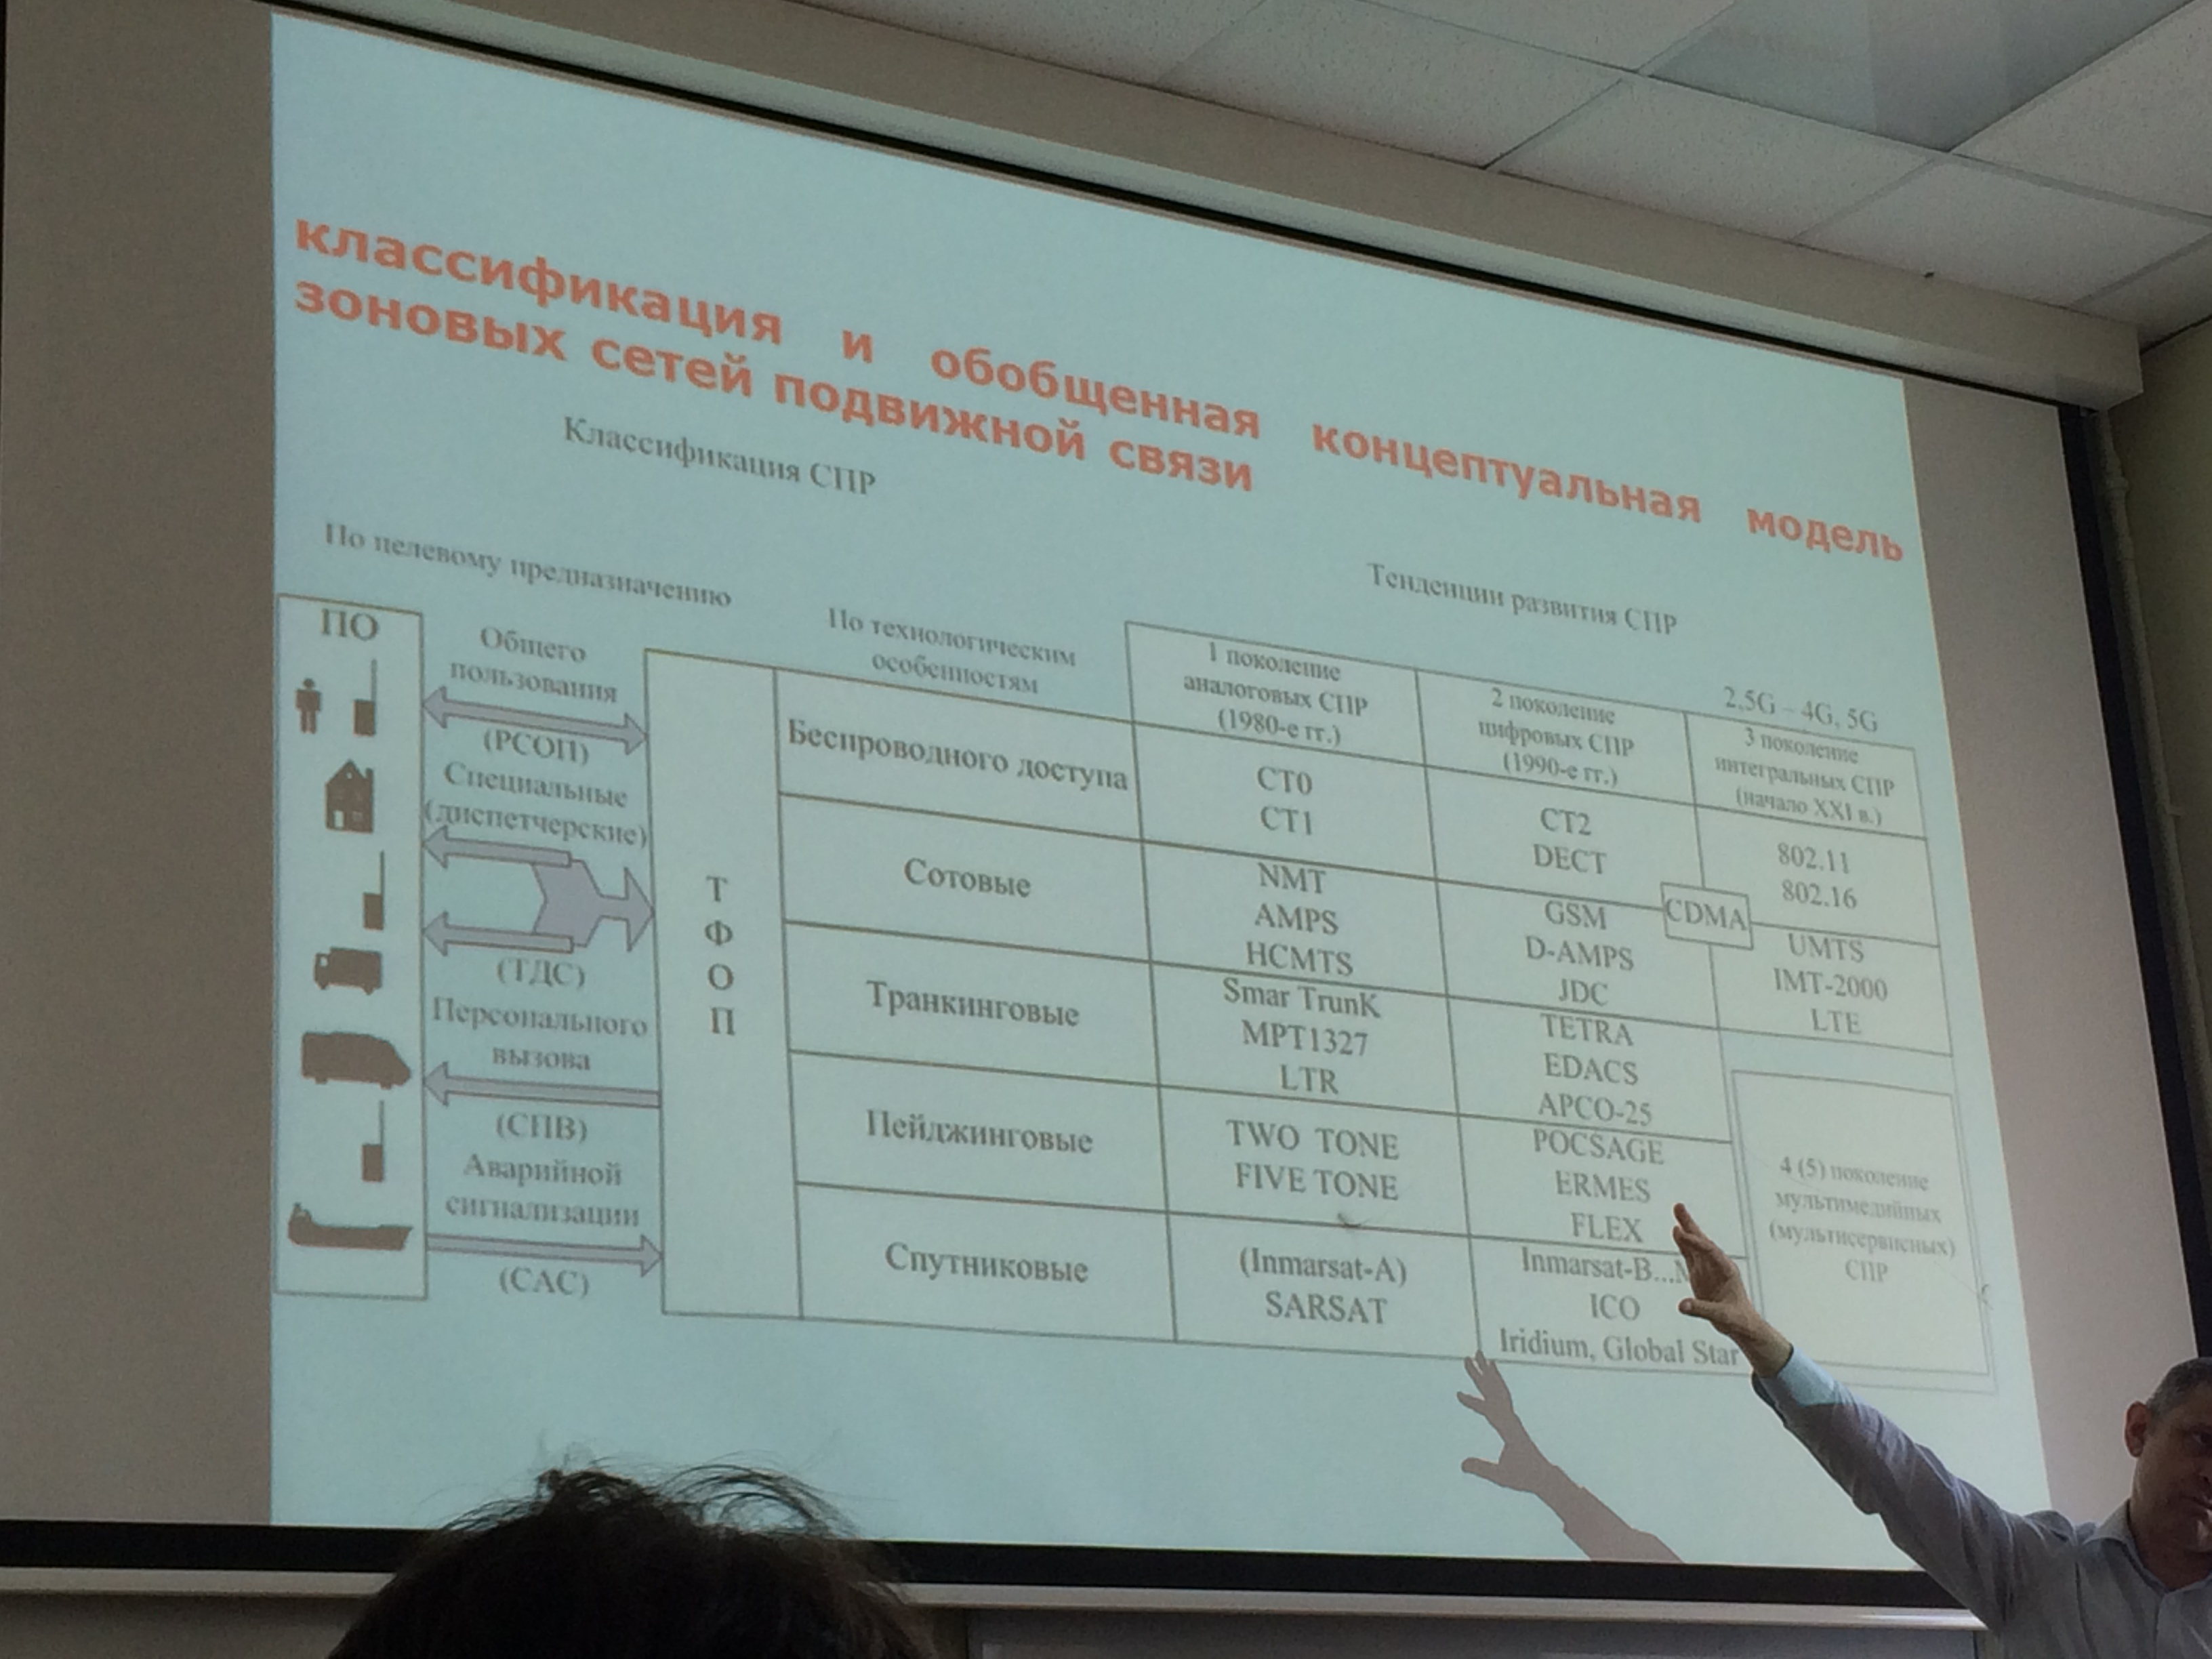 классификация и обобщенная концептуальная модель
зоновых сетей подвижной связи
Классификация СПР
По целевому предназначению
По технологическим
особенностям
Тенденции развития СПР
ПО
Общего
пользования
(РСОП)
Специальные
(диспетчерские)
(ТДС)
Персонального
вызова
(СПВ)
Аварийной
сигнализации
(САС)
Т
Ф
О
П
1 поколение
аналоговых СПР
(1980-е гг.)
2 поколение
цифровых СПР
(1990-е гг.)
2,5G – 4G, 5G
3 поколение
интегральных СПР
(начало XXI в.)
Беспроводного доступа
CT0
CT1
CT2
DECT
802.11
802.16
CDMA
Сотовые
NMT
AMPS
HCMTS
GSM
D-AMPS
JDC
UMTS
IMT-2000
LTE
Транкинговые
Smar TrunK
MPT1327
LTR
TETRA
EDACS
APCO-25
Пейджинговые
TWO TONE
FIVE TONE
POCSAGE
ERMES
FLEX
4 (5) поколение
мультимедийных
(мультисервисных)
СПР
Спутниковые
(Inmarsat-A)
SARSAT
Inmarsat-B...
ICO
Iridium, Global Star